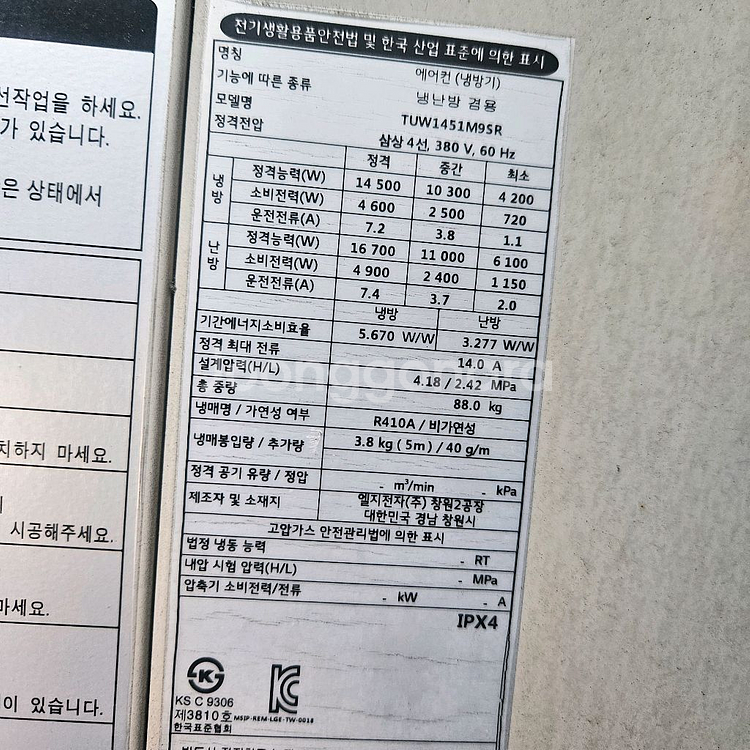 선작업을 하세요.
가 있습니다.
은 상태에서
치하지 마세요.
시공해주세요.
마세요.
이 있습니다.
전기생활용품안전법 및 한국 산업 표준에 의한 표시
명칭 에어컨 (냉방기)
기능에 따른 종류 냉난방 겸용
모델명 TUW1451M9SR
정격전압 삼상 4선, 380 V, 60 Hz
정격 중간 최소
냉방 정격능력(W) 14 500 10 300 4 200
소비전력(W) 4 600 2 500 720
운전전류(A) 7.2 3.8 1.1
난방 정격능력(W) 16 700 11 000 6 100
소비전력(W) 4 900 2 400 1 150
운전전류(A) 7.4 3.7 2.0
냉방 난방
기간에너지소비효율 5.670 W/W 3.277 W/W
정격 최대 전류 14.0 A
설계압력(H/L) 4.18 / 2.42 MPa
총 중량 88.0 kg
냉매명 / 가연성 여부 R410A / 비가연성
냉매봉입량 / 추가량 3.8 kg ( 5m ) / 40 g/m
정격 공기 유량 / 정압 - m³/min - kPa
제조자 및 소재지 엘지전자(주) 창원2공장
대한민국 경남 창원시
고압가스 안전관리법에 의한 표시
법정 냉동 능력 - RT
내압 시험 압력(H/L) - MPa
압축기 소비전력/전류 - kW - A
IPX4
KS C 9306
제3810호
한국표준협회
MSIP-REM-LGE-TW-0018